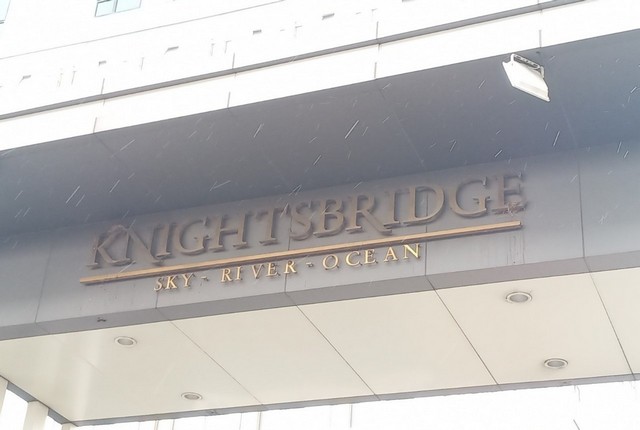 KNIGHTSBRIDGE
SKY - RIVER - OCEAN